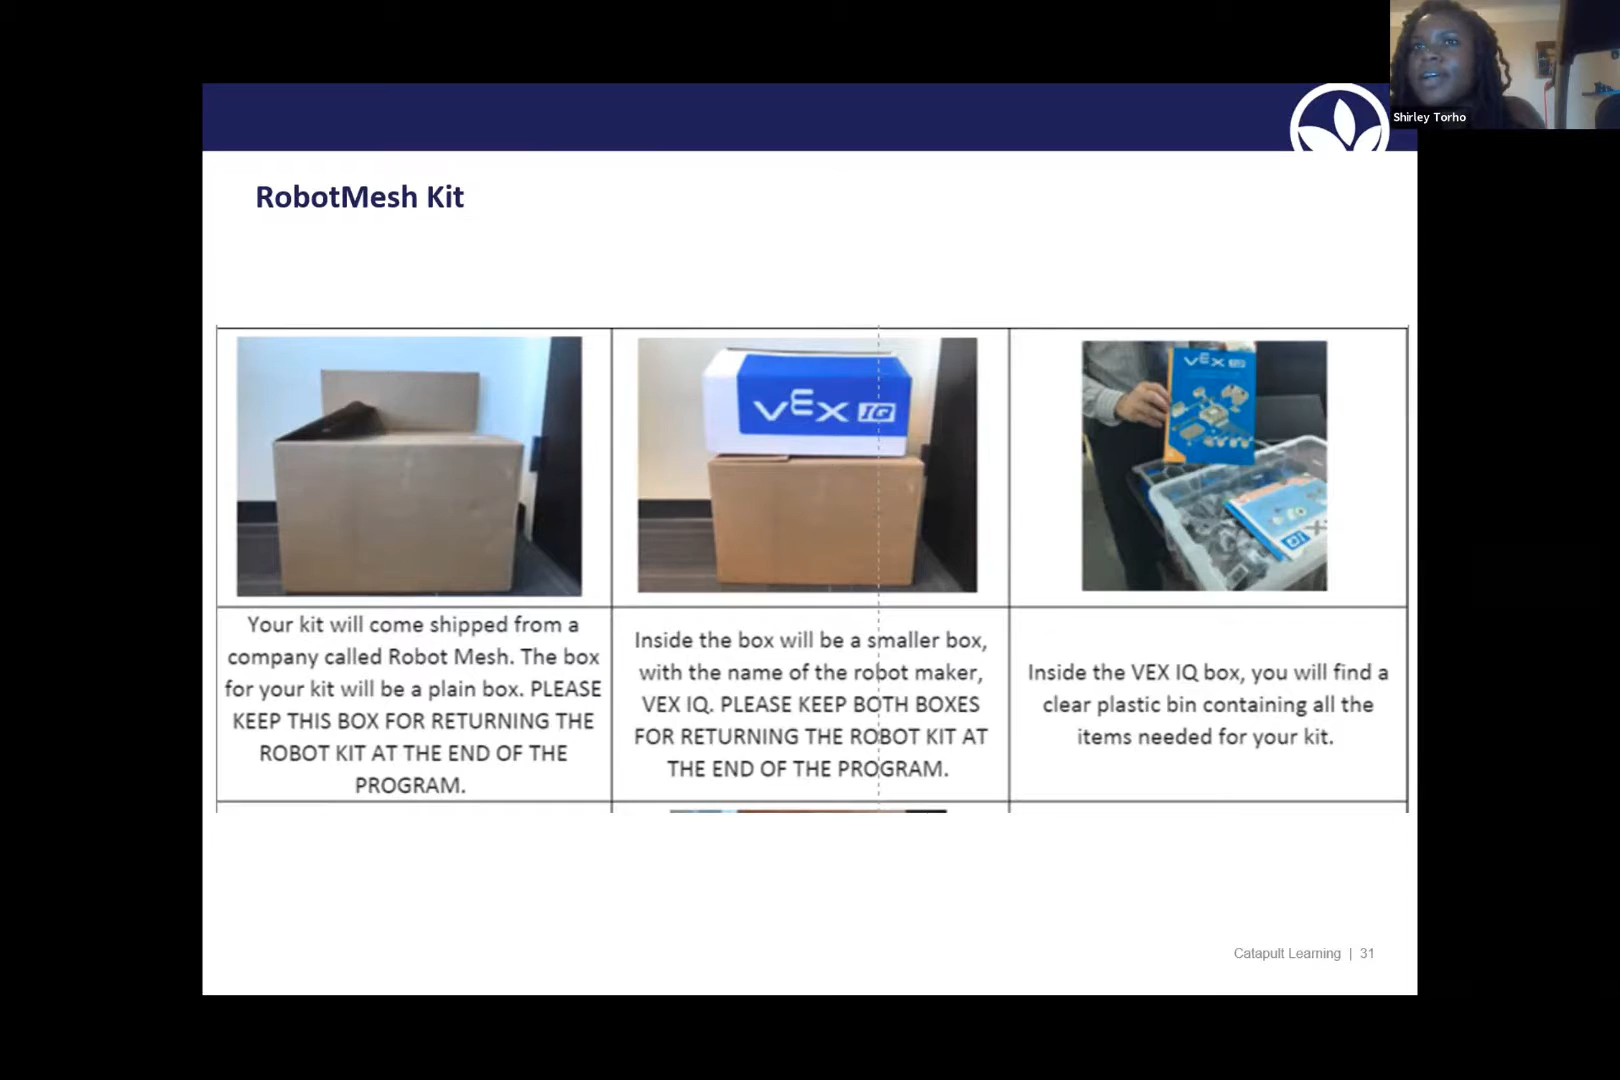 Shirley Torho
RobotMesh Kit
VEX IQ
VEX IQ
IQ
Your kit will come shipped from a
company called Robot Mesh. The box
for your kit will be a plain box. PLEASE
KEEP THIS BOX FOR RETURNING THE
ROBOT KIT AT THE END OF THE
PROGRAM.
Inside the box will be a smaller box,
with the name of the robot maker,
VEX IQ. PLEASE KEEP BOTH BOXES
FOR RETURNING THE ROBOT KIT AT
THE END OF THE PROGRAM.
Inside the VEX IQ box, you will find a
clear plastic bin containing all the
items needed for your kit.
Catapult Learning | 31